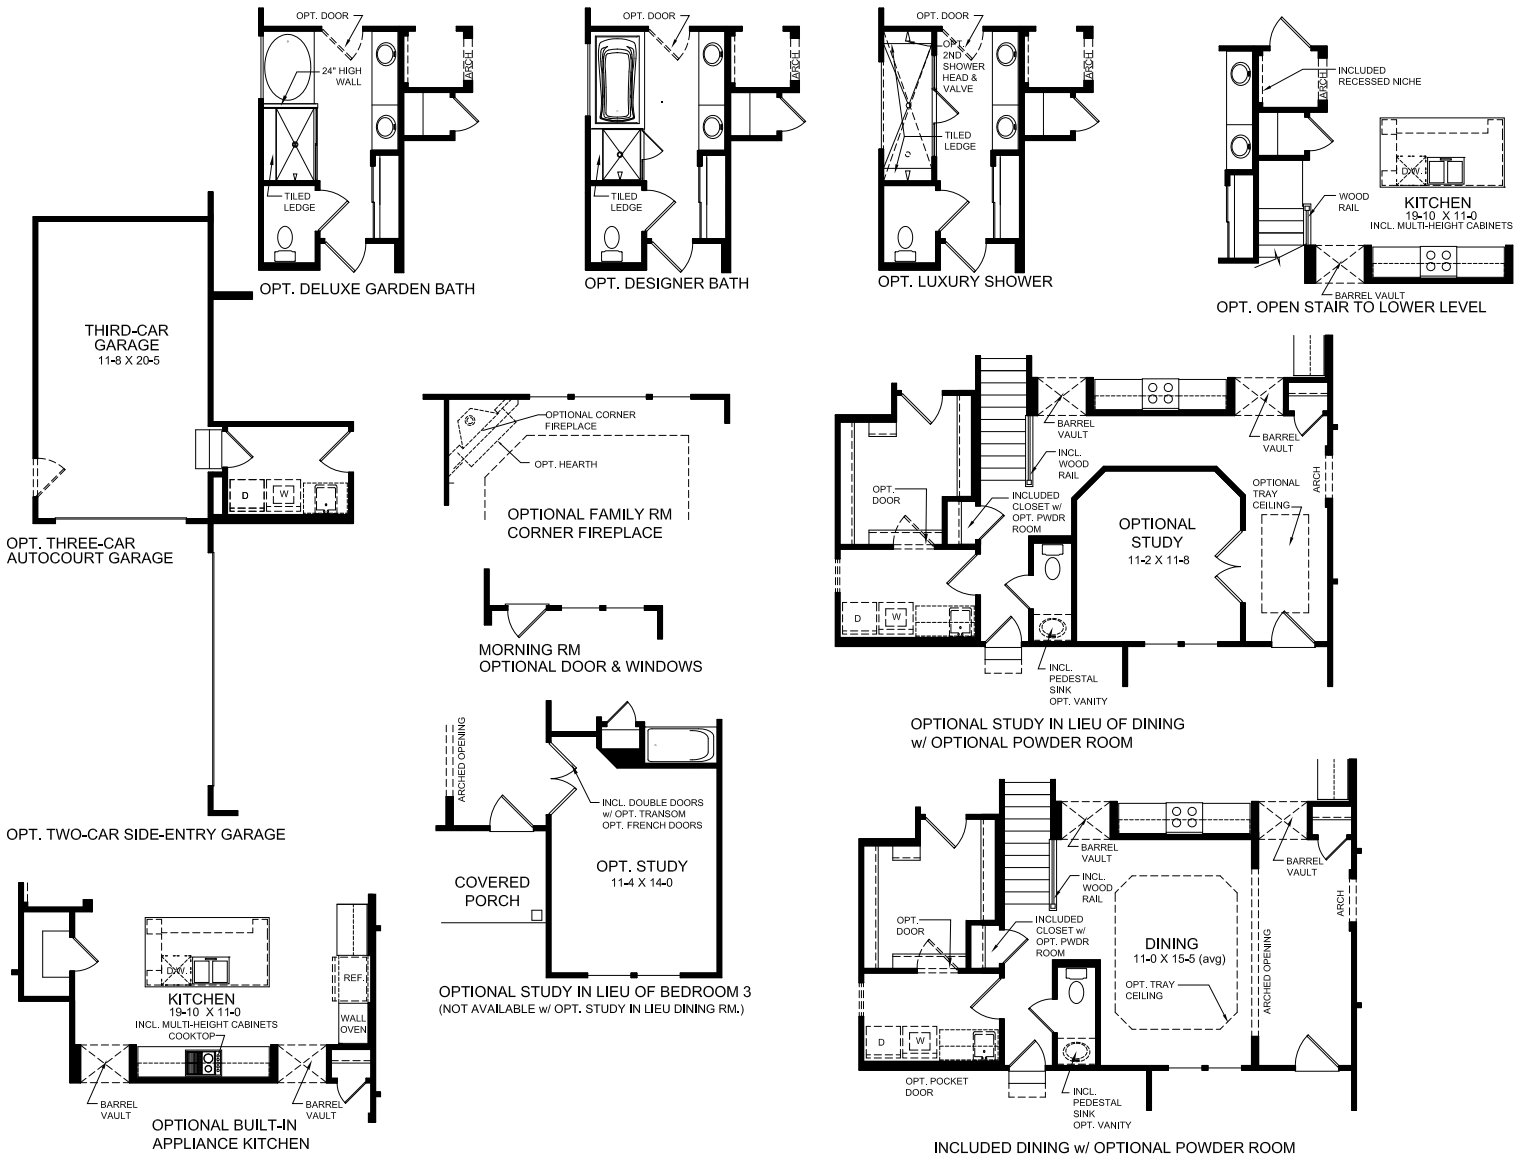 OPT. DOOR
24" HIGH
WALL
ARCH
TILED
LEDGE
OPT. DELUXE GARDEN BATH
OPT. DOOR
ARCH
TILED
LEDGE
OPT. DESIGNER BATH
OPT. DOOR
OPT.
2ND
SHOWER
HEAD &
VALVE
ARCH
TILED
LEDGE
OPT. LUXURY SHOWER
ARCH
INCLUDED
RECESSED NICHE
D.W.
WOOD
RAIL
KITCHEN
19-10 X 11-0
INCL. MULTI-HEIGHT CABINETS
BARREL VAULT
OPT. OPEN STAIR TO LOWER LEVEL
THIRD-CAR
GARAGE
11-8 X 20-5
D
W
OPT. THREE-CAR
AUTOCOURT GARAGE
OPT. TWO-CAR SIDE-ENTRY GARAGE
OPTIONAL CORNER
FIREPLACE
OPT. HEARTH
OPTIONAL FAMILY RM
CORNER FIREPLACE
MORNING RM
OPTIONAL DOOR & WINDOWS
ARCHED OPENING
INCL. DOUBLE DOORS
w/ OPT. TRANSOM
OPT. FRENCH DOORS
OPT. STUDY
11-4 X 14-0
COVERED
PORCH
OPTIONAL STUDY IN LIEU OF BEDROOM 3
(NOT AVAILABLE w/ OPT. STUDY IN LIEU DINING RM.)
BARREL
VAULT
BARREL
VAULT
INCL.
WOOD
RAIL
OPT.
DOOR
INCLUDED
CLOSET w/
OPT. PWDR
ROOM
OPTIONAL
STUDY
11-2 X 11-8
OPTIONAL
TRAY
CEILING
ARCH
D
W
INCL.
PEDESTAL
SINK
OPT. VANITY
OPTIONAL STUDY IN LIEU OF DINING
w/ OPTIONAL POWDER ROOM
D.W.
REF.
KITCHEN
19-10 X 11-0
INCL. MULTI-HEIGHT CABINETS
COOKTOP
WALL
OVEN
BARREL
VAULT
BARREL
VAULT
OPTIONAL BUILT-IN
APPLIANCE KITCHEN
BARREL
VAULT
BARREL
VAULT
INCL.
WOOD
RAIL
OPT.
DOOR
INCLUDED
CLOSET w/
OPT. PWDR
ROOM
DINING
11-0 X 15-5 (avg)
OPT. TRAY
CEILING
ARCHED OPENING
ARCH
D
W
OPT. POCKET
DOOR
INCL.
PEDESTAL
SINK
OPT. VANITY
INCLUDED DINING w/ OPTIONAL POWDER ROOM